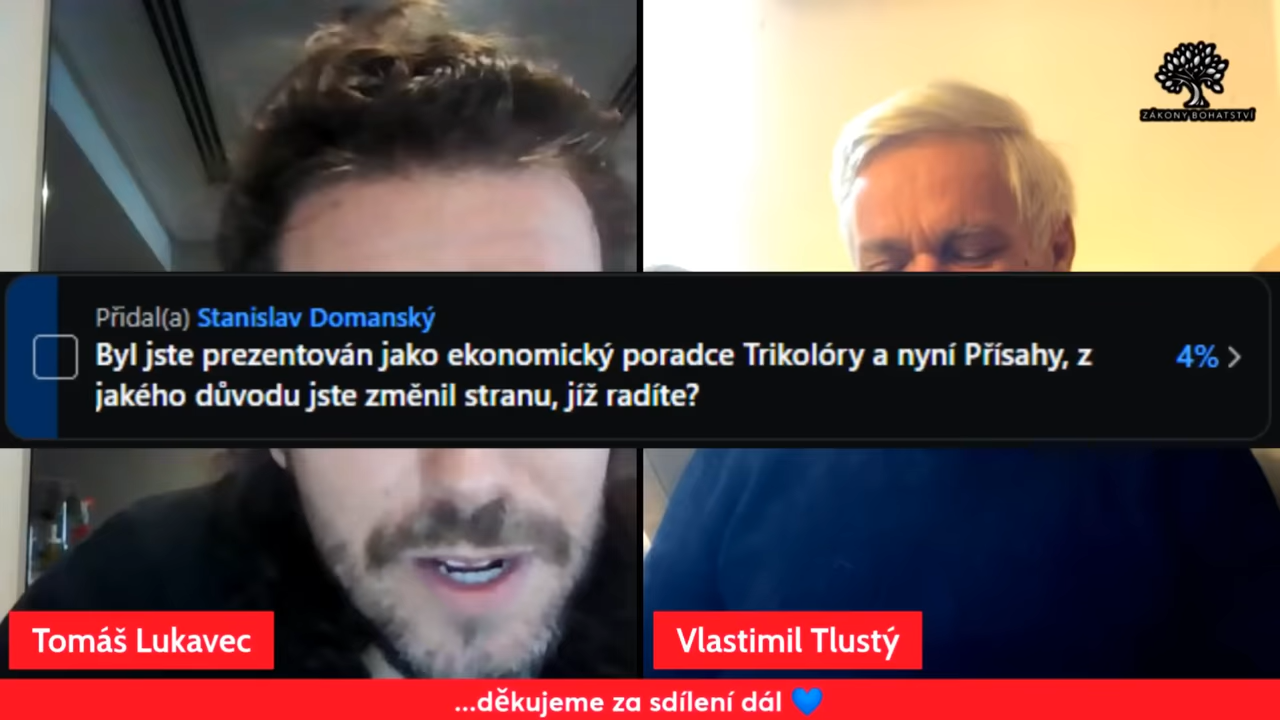 ZÁKONY BOHATSTVÍ
Přidal(a) Stanislav Domanský
Byl jste prezentován jako ekonomický poradce Trikolóry a nyní Přísahy, z
jakého důvodu jste změnil stranu, jíž radíte?
4%
Tomáš Lukavec
Vlastimil Tlustý
...děkujeme za sdílení dál 💙